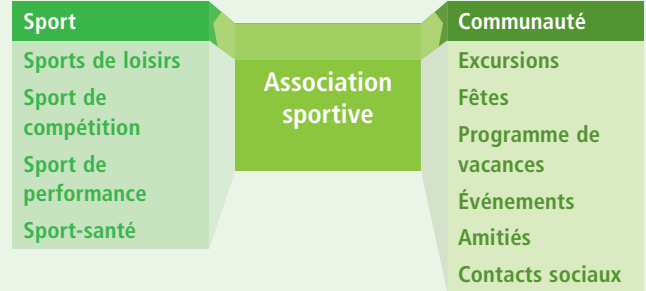 Sport
Sports de loisirs
Sport de
compétition
Sport de
performance
Sport-santé
Association
sportive
Communauté
Excursions
Fêtes
Programme de
vacances
Événements
Amitiés
Contacts sociaux